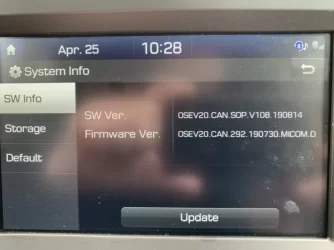 Apr. 25 10:28
System Info
SW Info
Storage
Default
SW Ver. OSEV20.CAN.SOP.V108.190814
Firmware Ver. OSEV20.CAN.292.190730.MICOM.D
Update